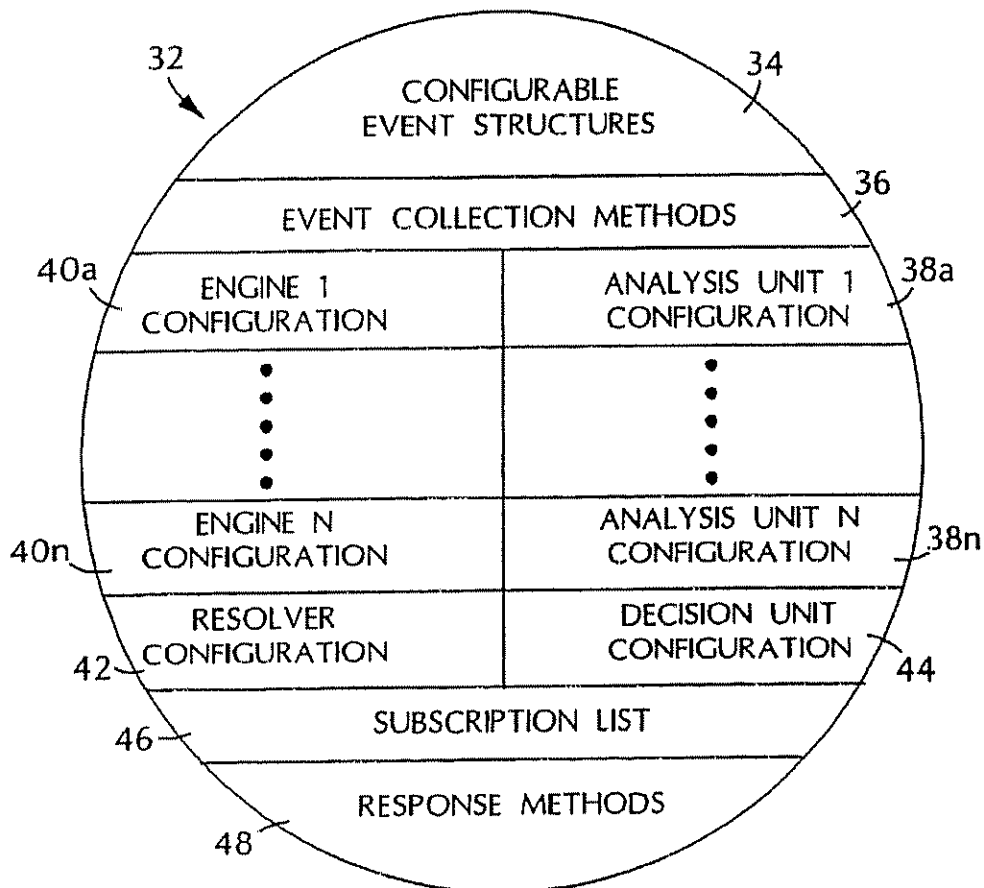 32
34
CONFIGURABLE
EVENT STRUCTURES
36
EVENT COLLECTION METHODS
40a
ENGINE 1
CONFIGURATION
ANALYSIS UNIT 1
CONFIGURATION
38a
40n
ENGINE N
CONFIGURATION
ANALYSIS UNIT N
CONFIGURATION
38n
42
RESOLVER
CONFIGURATION
DECISION UNIT
CONFIGURATION
44
46
SUBSCRIPTION LIST
RESPONSE METHODS
48